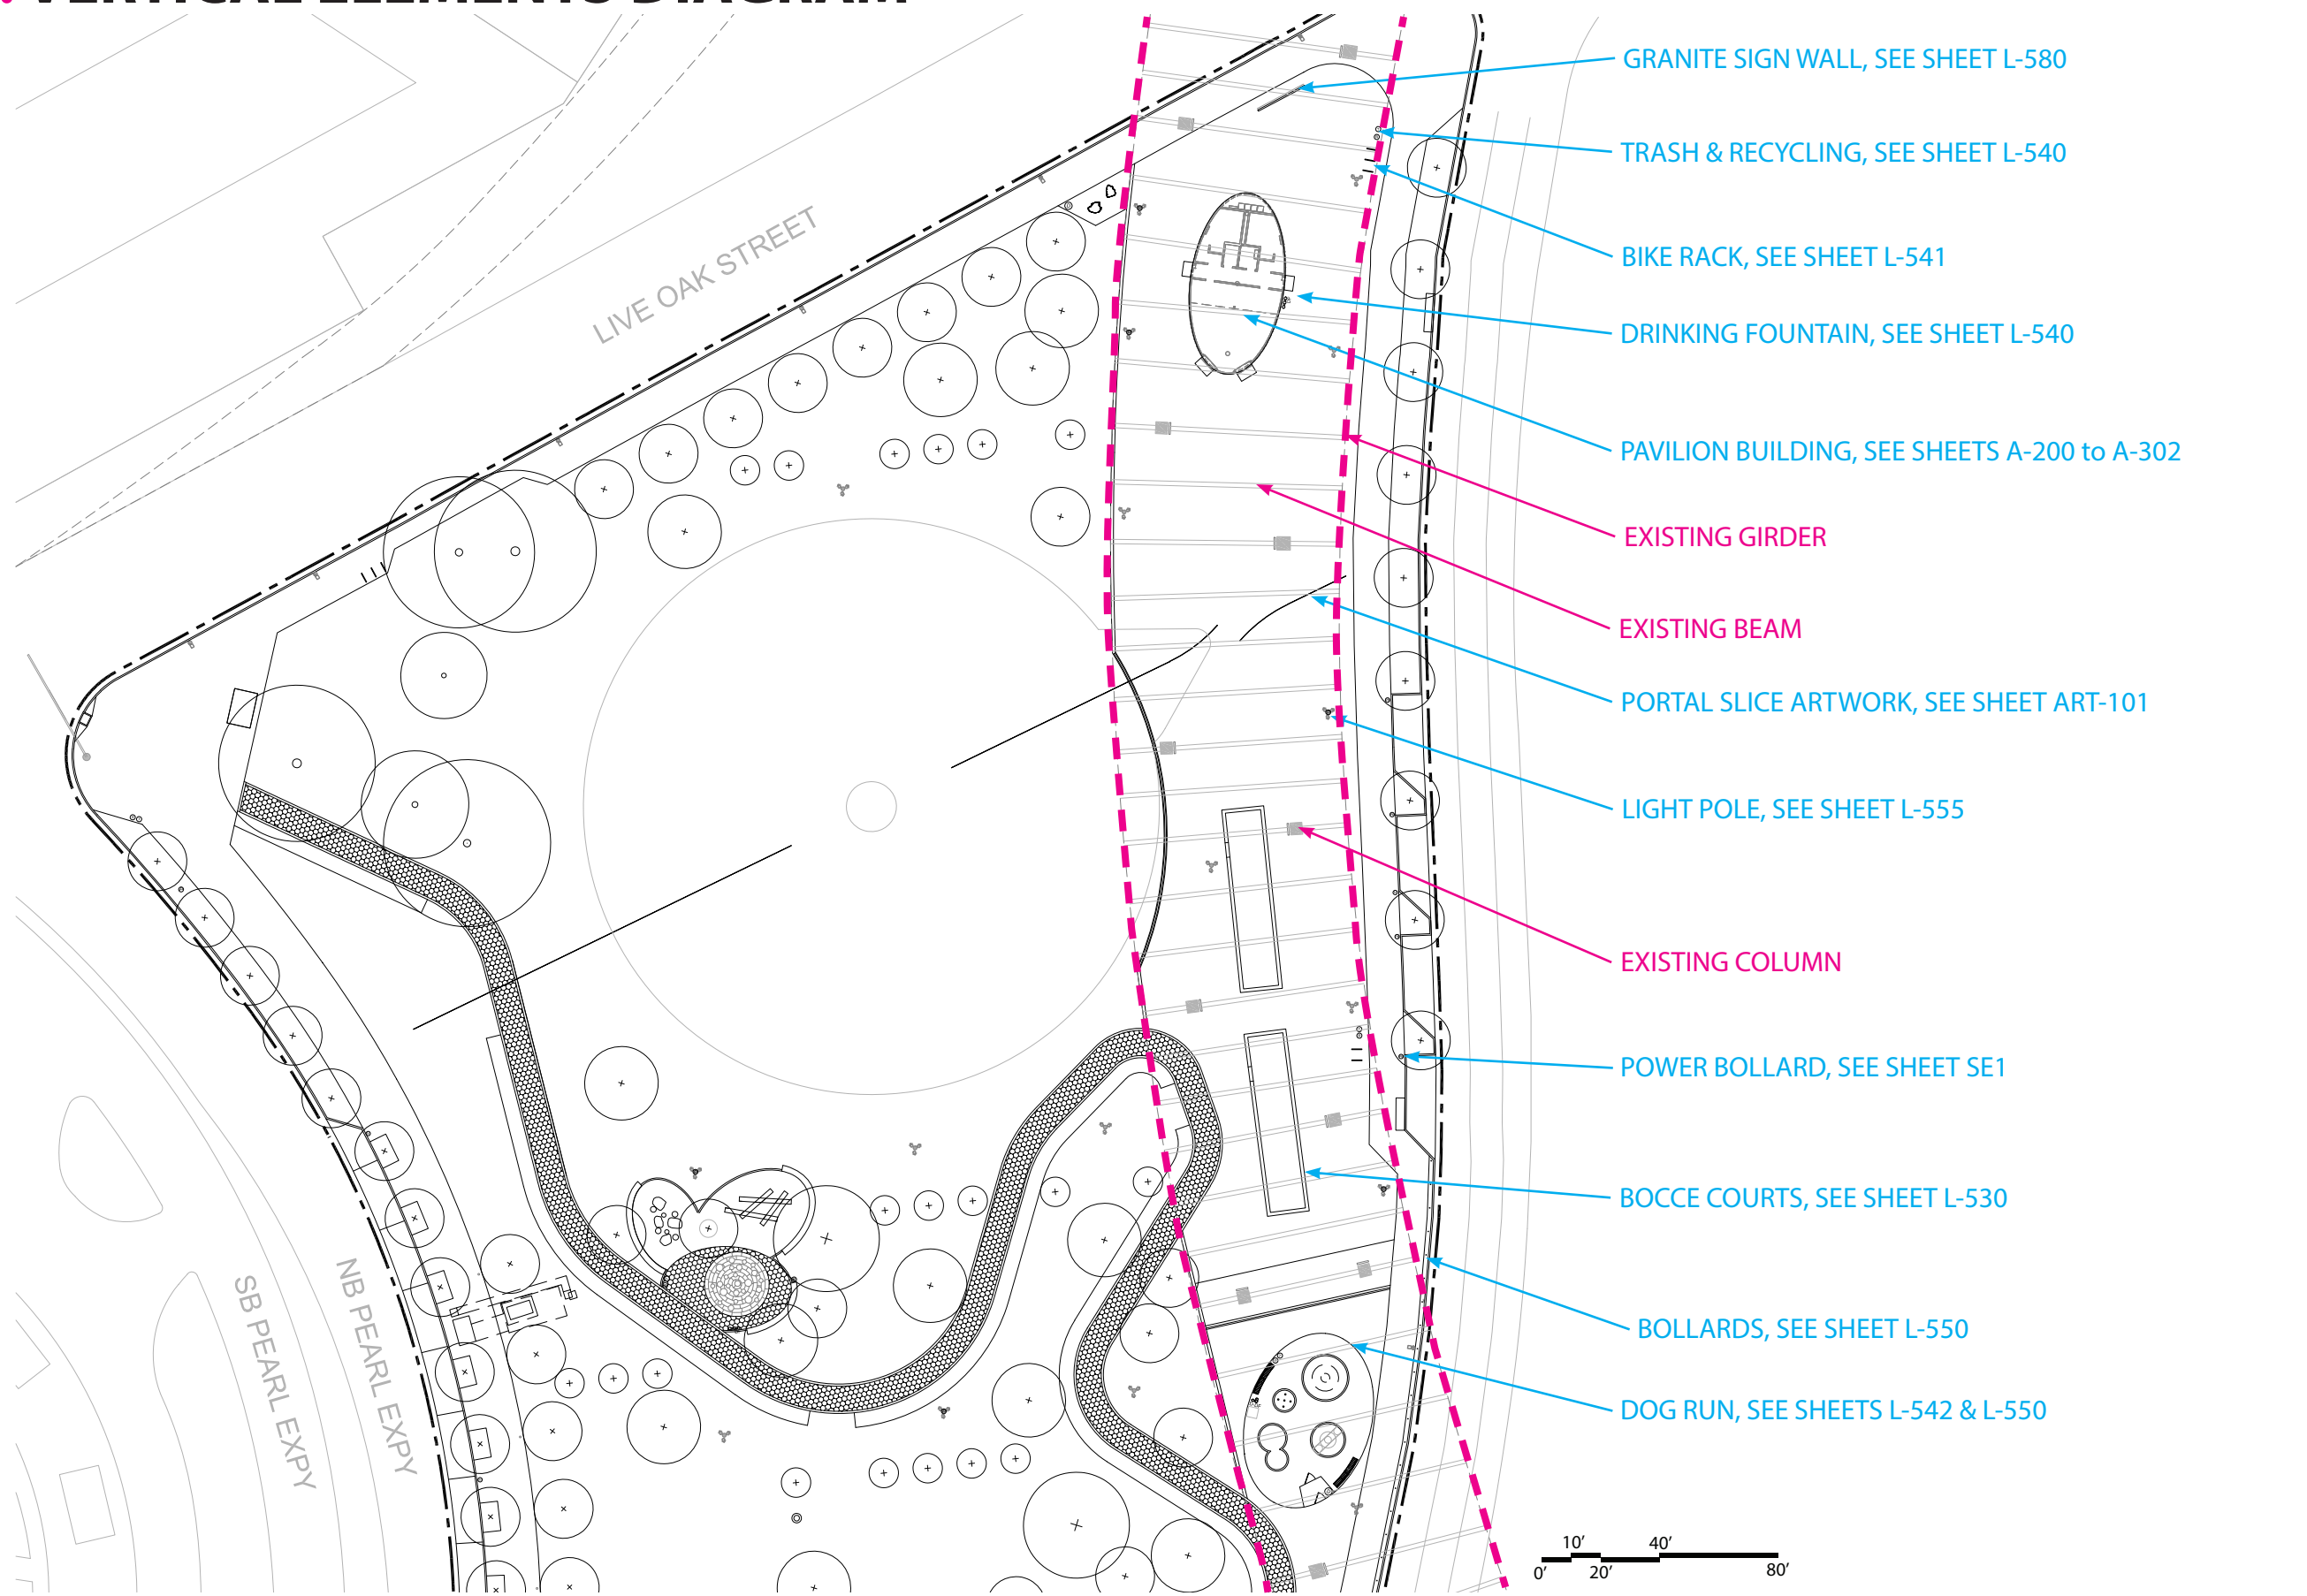 VERTICAL ELEMENTS DIAGRAM
GRANITE SIGN WALL, SEE SHEET L-580
TRASH & RECYCLING, SEE SHEET L-540
BIKE RACK, SEE SHEET L-541
DRINKING FOUNTAIN, SEE SHEET L-540
PAVILION BUILDING, SEE SHEETS A-200 to A-302
EXISTING GIRDER
EXISTING BEAM
PORTAL SLICE ARTWORK, SEE SHEET ART-101
LIGHT POLE, SEE SHEET L-555
EXISTING COLUMN
POWER BOLLARD, SEE SHEET SE1
BOCCE COURTS, SEE SHEET L-530
BOLLARDS, SEE SHEET L-550
DOG RUN, SEE SHEETS L-542 & L-550
LIVE OAK STREET
SB PEARL EXPY
NB PEARL EXPY
10’ 40’
0’ 20’ 80’